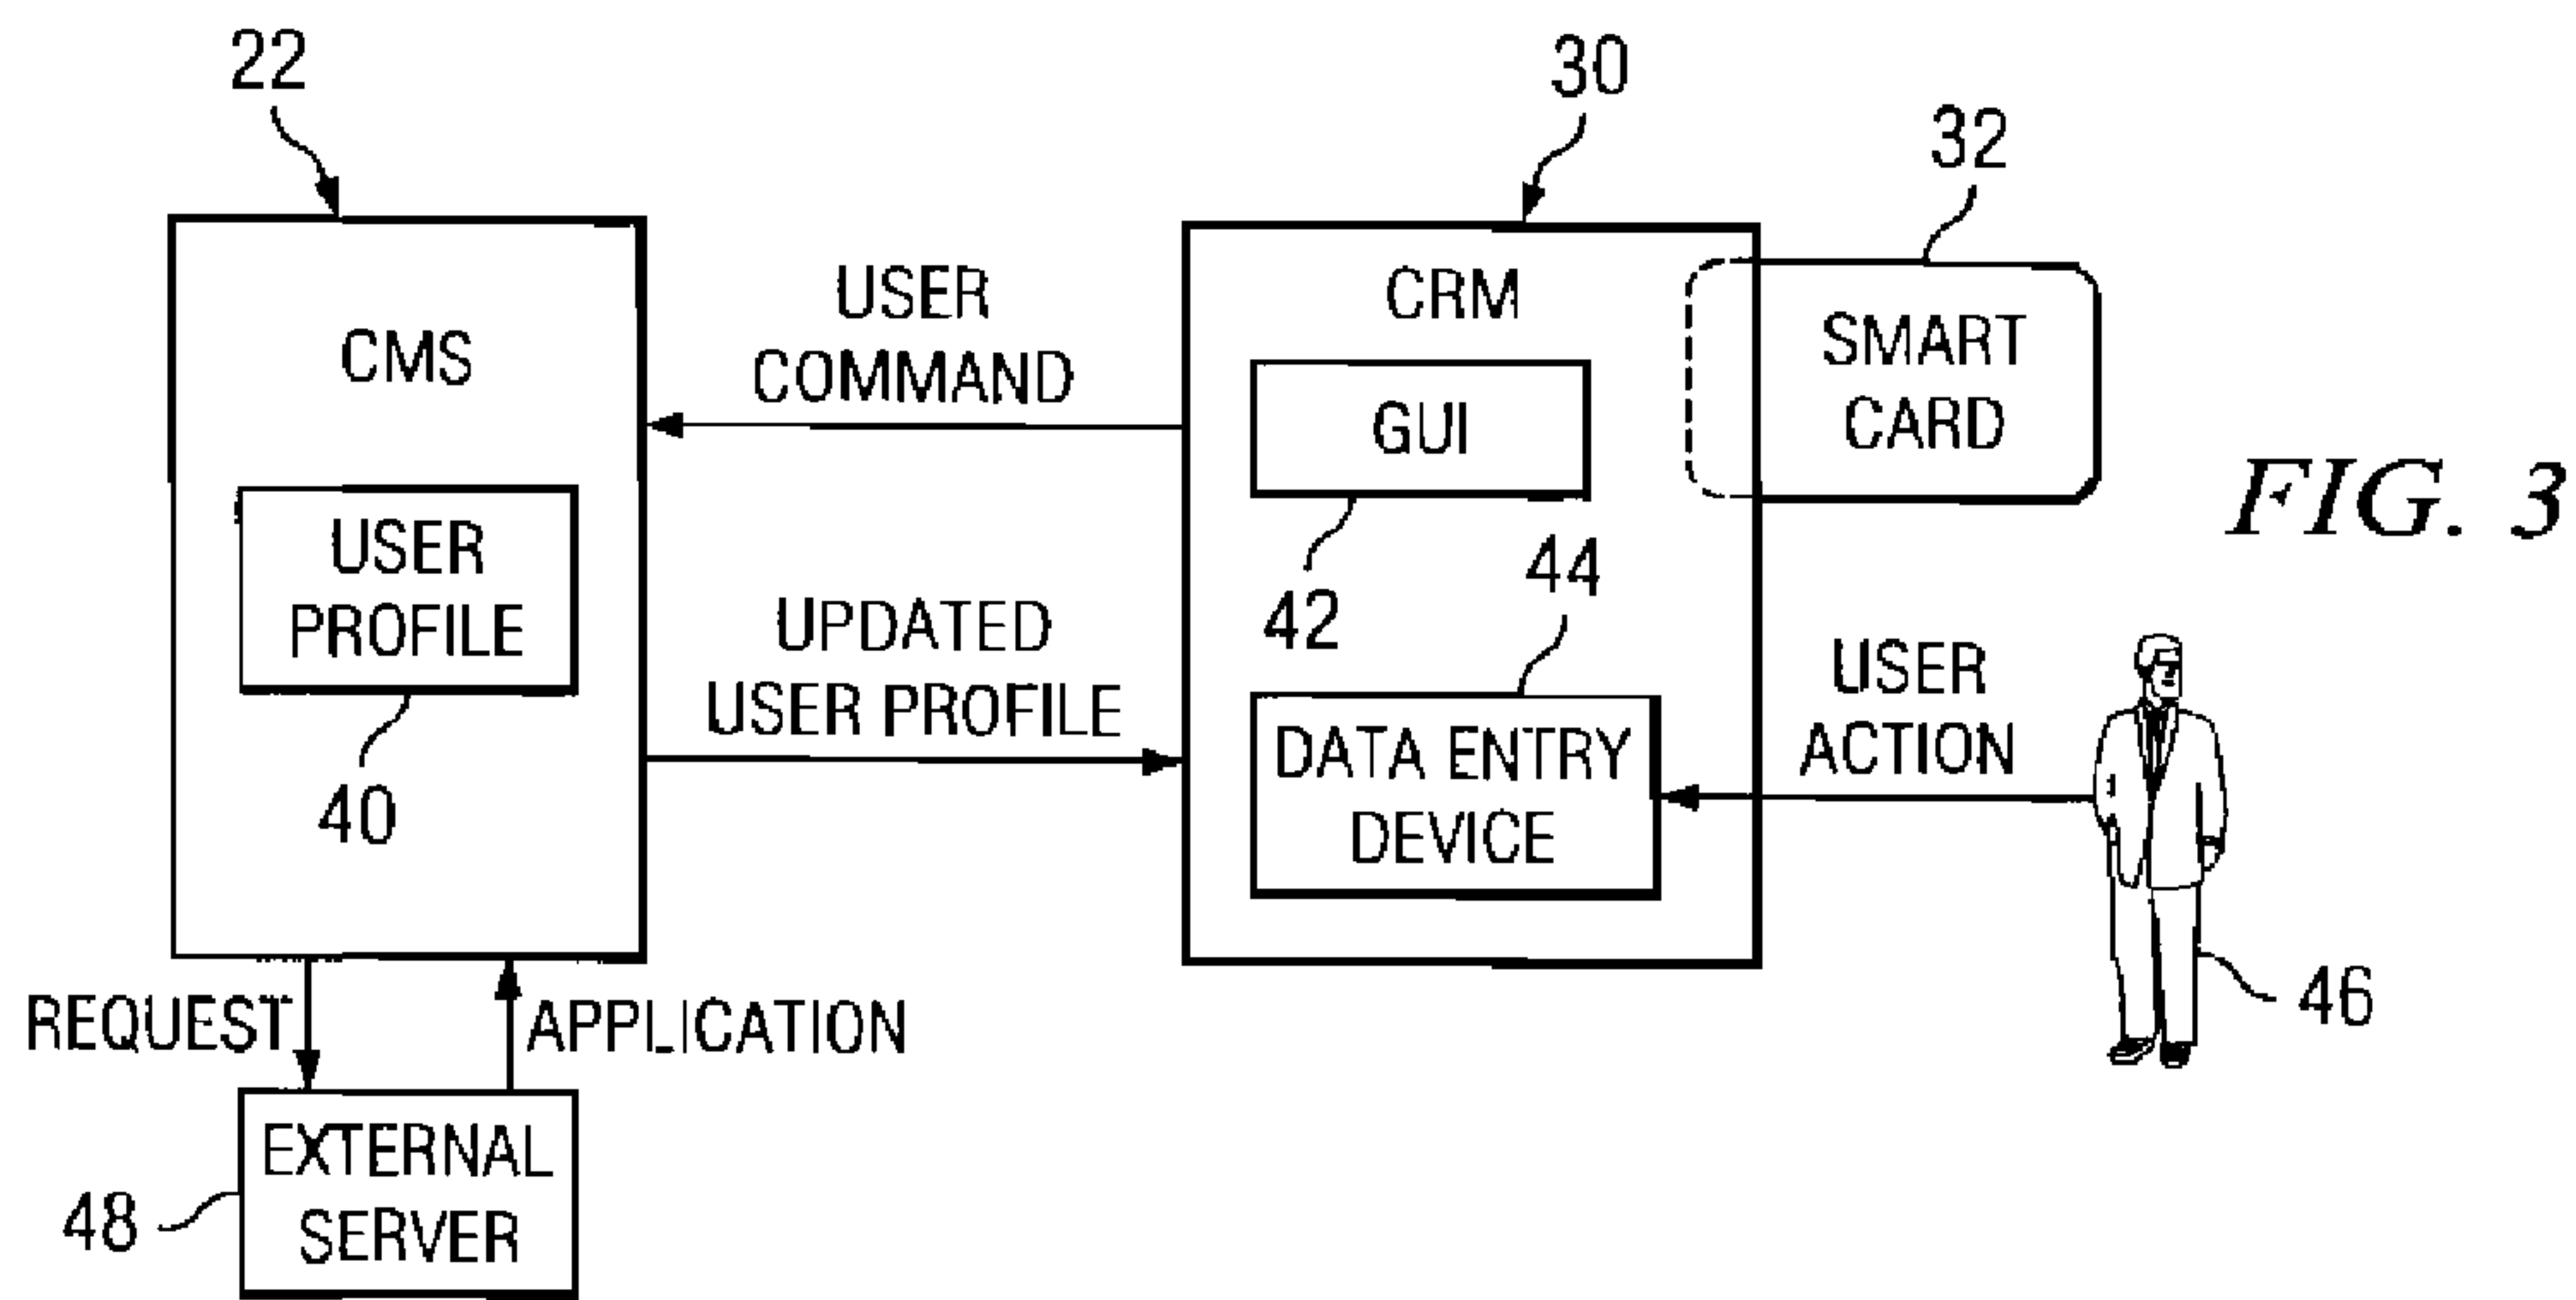 22
30
32
CMS
USER
COMMAND
CRM
SMART
CARD
GUI
FIG. 3
USER
PROFILE
42
44
40
UPDATED
USER PROFILE
DATA ENTRY
DEVICE
USER
ACTION
46
REQUEST
APPLICATION
EXTERNAL
SERVER
48